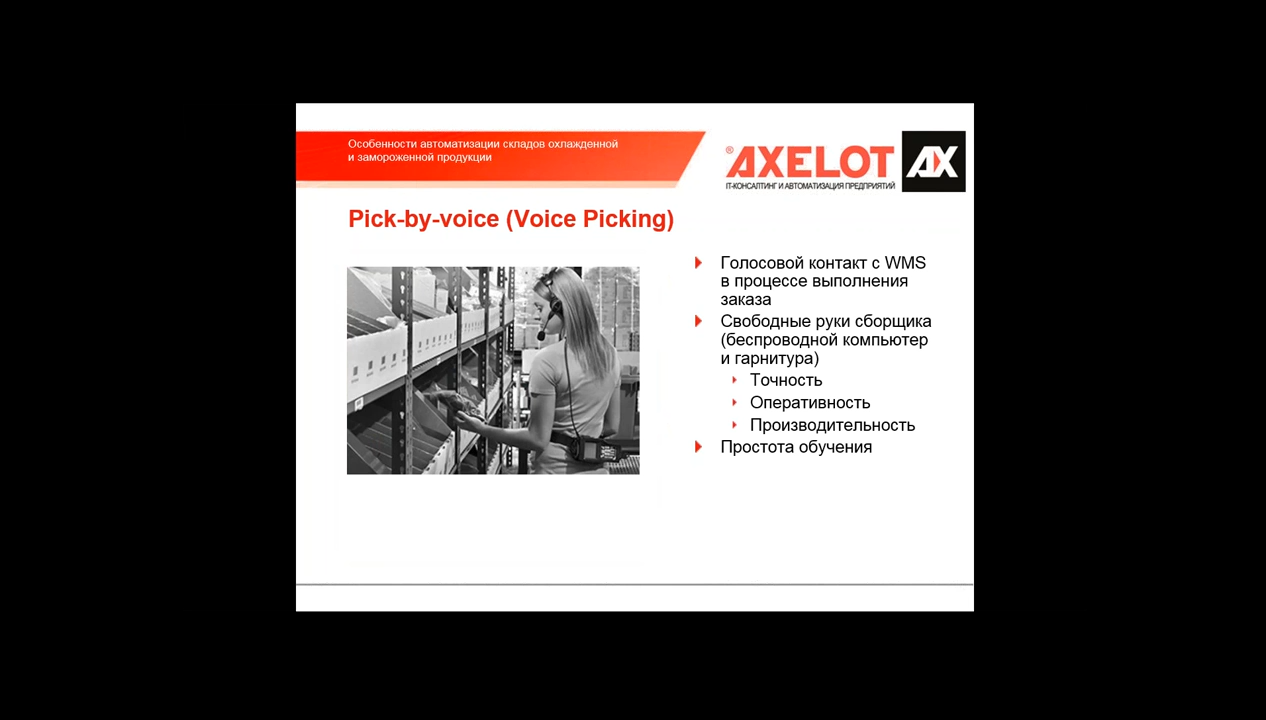 Особенности автоматизации складов охлажденной
и замороженной продукции
®AXELOT AX
IT-КОНСАЛТИНГ И АВТОМАТИЗАЦИЯ ПРЕДПРИЯТИЙ
Pick-by-voice (Voice Picking)
Голосовой контакт с WMS
в процессе выполнения
заказа
Свободные руки сборщика
(беспроводной компьютер
и гарнитура)
Точность
Оперативность
Производительность
Простота обучения